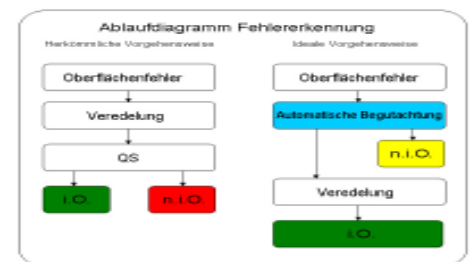 Ablaufdiagramm Fehlererkennung
Herkömmliche Vorgehensweise
Ideale Vorgehensweise
Oberflächenfehler
Veredelung
QS
i.O.
n.i.O.
Oberflächenfehler
Automatische Begutachtung
n.i.O.
Veredelung
i.O.